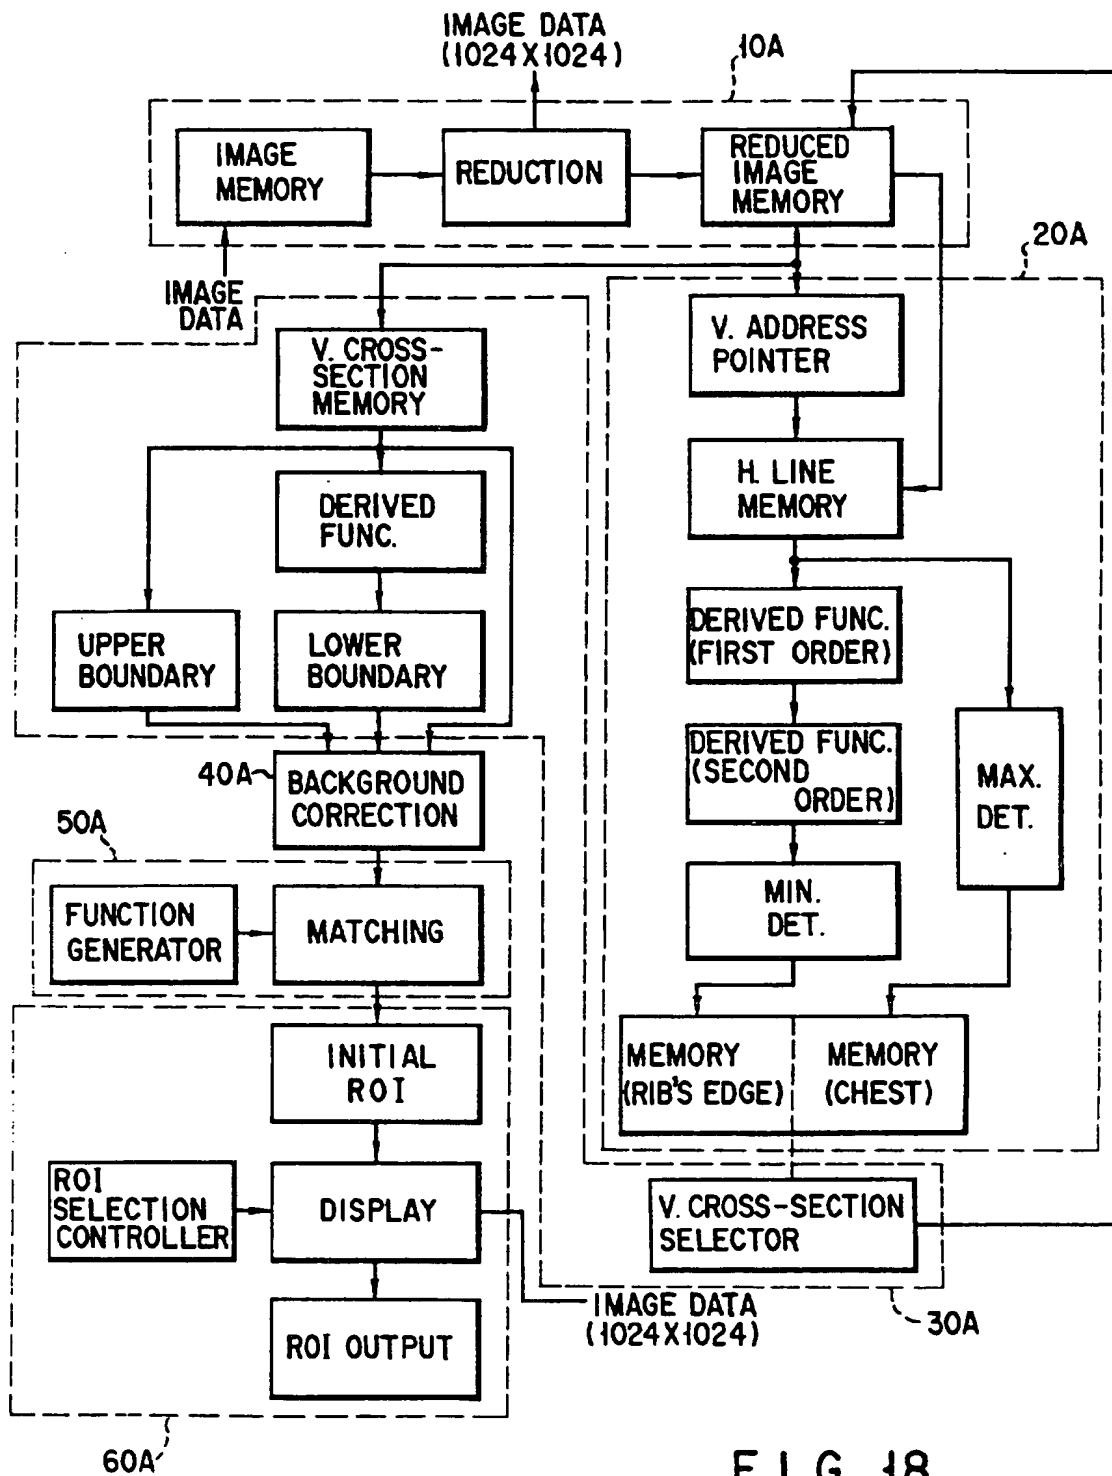 IMAGE DATA
(1024X1024)
10A
IMAGE
MEMORY
REDUCTION
REDUCED
IMAGE
MEMORY
20A
IMAGE
DATA
V. CROSS-
SECTION
MEMORY
V. ADDRESS
POINTER
H. LINE
MEMORY
DERIVED
FUNC.
UPPER
BOUNDARY
LOWER
BOUNDARY
DERIVED FUNC.
(FIRST ORDER)
DERIVED FUNC.
(SECOND
ORDER)
MAX.
DET.
40A
BACKGROUND
CORRECTION
50A
FUNCTION
GENERATOR
MATCHING
MIN.
DET.
INITIAL
ROI
MEMORY
(RIB'S EDGE)
MEMORY
(CHEST)
ROI
SELECTION
CONTROLLER
DISPLAY
V. CROSS-SECTION
SELECTOR
ROI OUTPUT
IMAGE DATA
(1024X1024)
30A
60A
FIG. 18